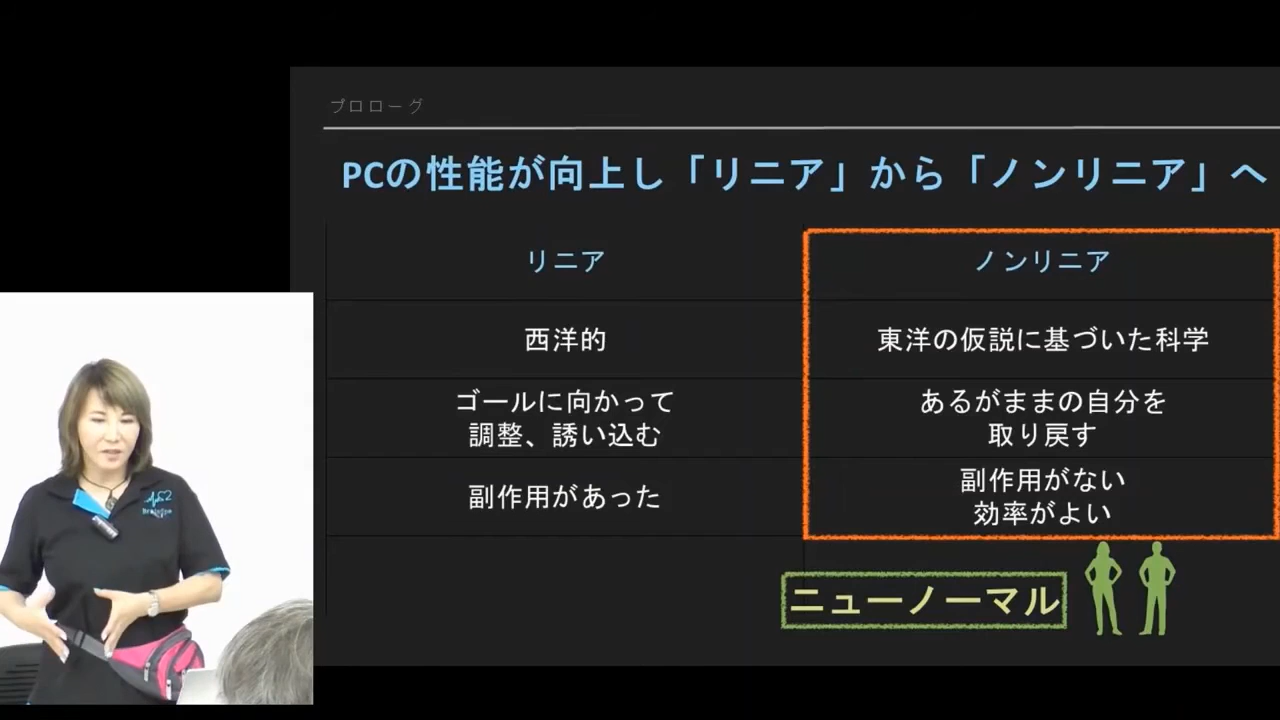 プロローグ
PCの性能が向上し「リニア」から「ノンリニア」へ
リニア
ノンリニア
西洋的
東洋の仮説に基づいた科学
ゴールに向かって
調整、誘い込む
あるがままの自分を
取り戻す
副作用があった
副作用がない
効率がよい
ニューノーマル